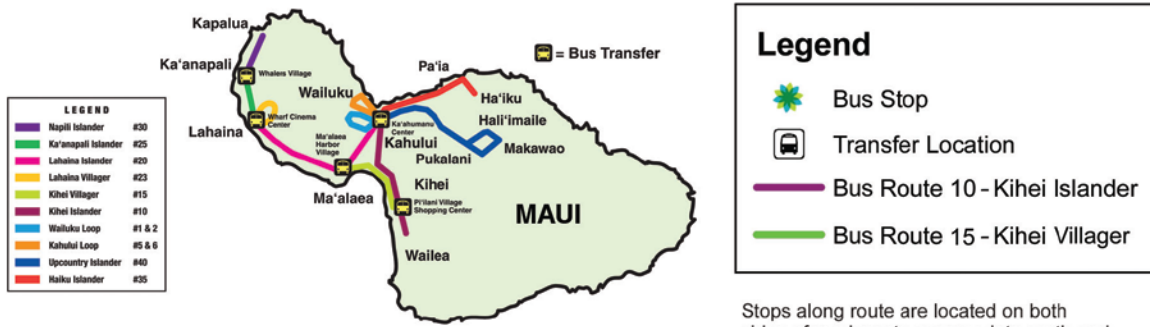 Kapalua
Ka'anapali
Whalers Village
Lahaina
Wharf Cinema
Center
Wailuku
Ma'alaea
Harbor
Village
Ma'alaea
Ka'ahumanu
Center
Kahului
Pa'ia
Ha'iku
Hali'imaile
Makawao
Pukalani
Kihei
Pi'ilani Village
Shopping Center
Wailea
MAUI
= Bus Transfer
LEGEND
Napili Islander #30
Ka'anapali Islander #25
Lahaina Islander #20
Lahaina Villager #23
Kihei Villager #15
Kihei Islander #10
Wailuku Loop #1 & 2
Kahului Loop #5 & 6
Upcountry Islander #40
Haiku Islander #35
Legend
Bus Stop
Transfer Location
Bus Route 10 - Kihei Islander
Bus Route 15 - Kihei Villager
Stops along route are located on both